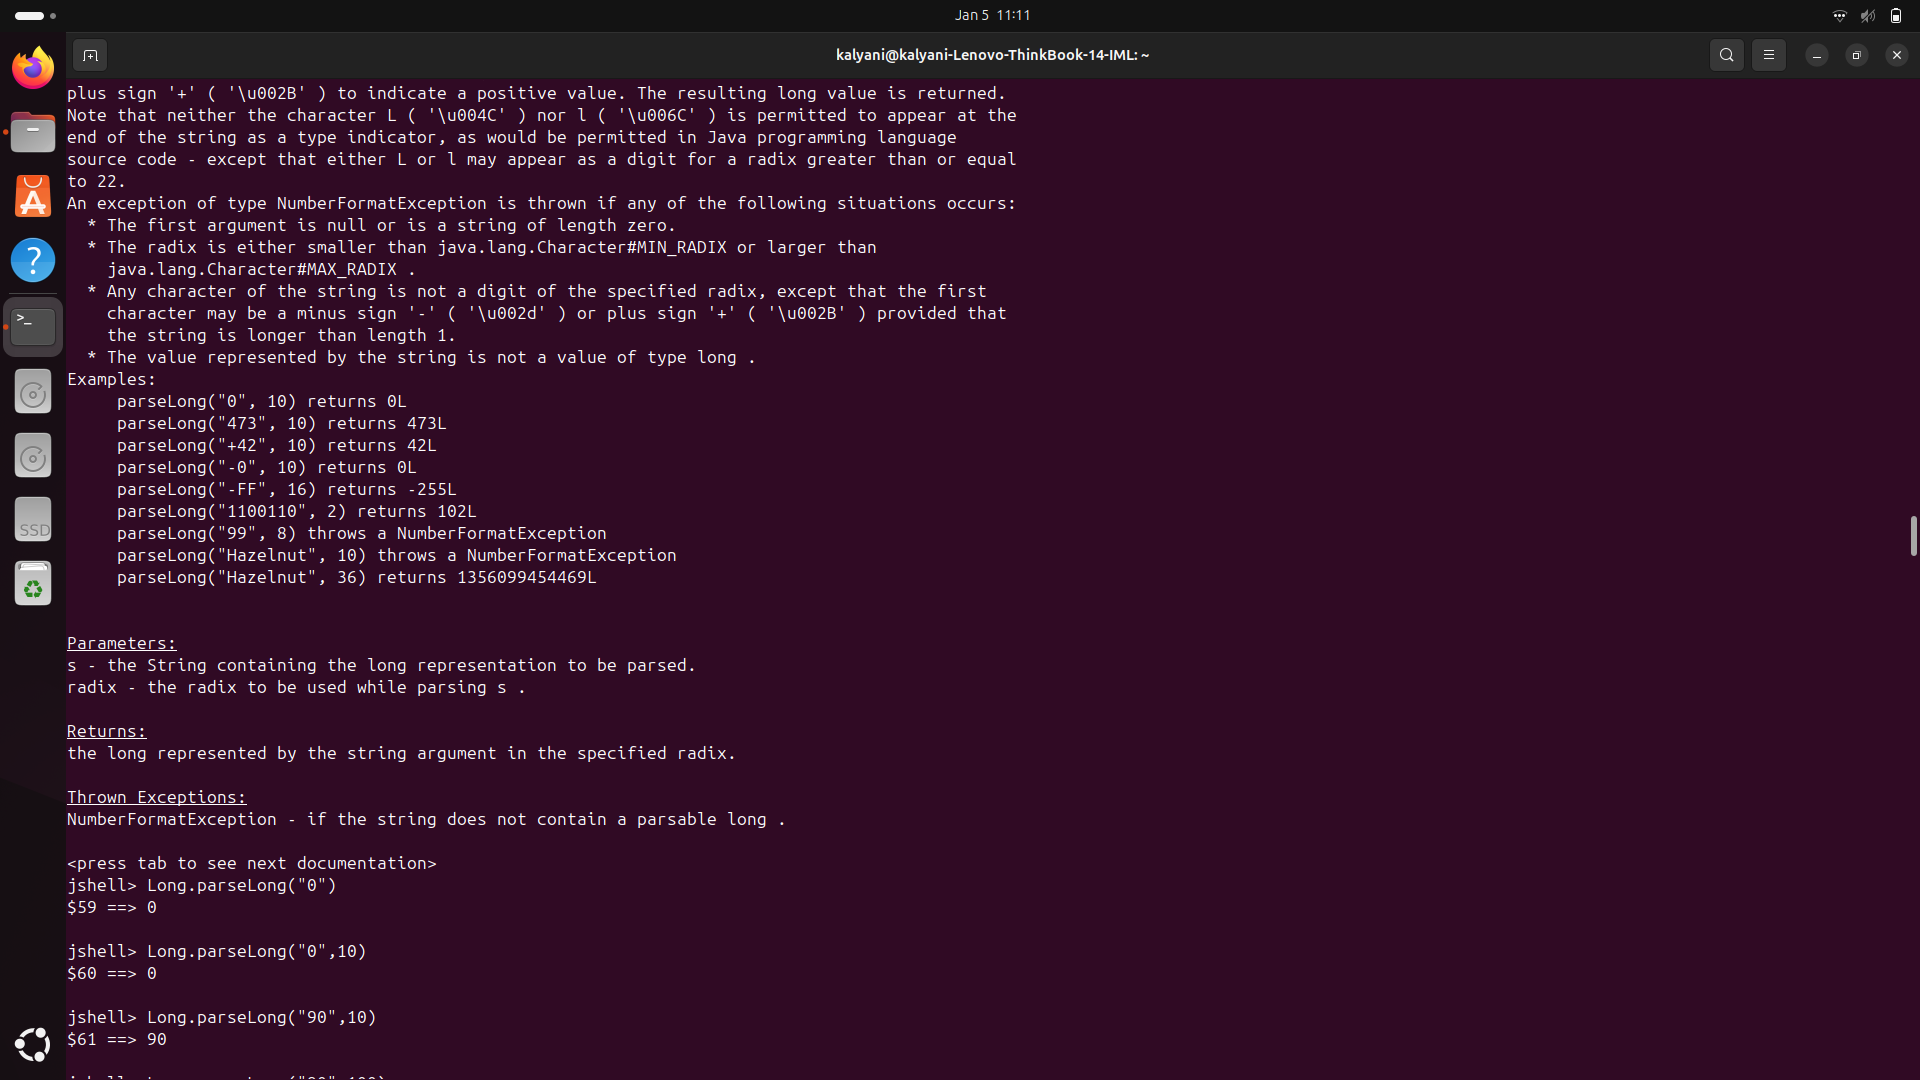 Jan 5 11:11
kalyani@kalyani-Lenovo-ThinkBook-14-IML: ~
plus sign '+' ( '\u002B' ) to indicate a positive value. The resulting long value is returned.
Note that neither the character L ( '\u004C' ) nor l ( '\u006C' ) is permitted to appear at the
end of the string as a type indicator, as would be permitted in Java programming language
source code - except that either L or l may appear as a digit for a radix greater than or equal
to 22.
An exception of type NumberFormatException is thrown if any of the following situations occurs:
* The first argument is null or is a string of length zero.
* The radix is either smaller than java.lang.Character#MIN_RADIX or larger than
java.lang.Character#MAX_RADIX .
* Any character of the string is not a digit of the specified radix, except that the first
character may be a minus sign '-' ( '\u002d' ) or plus sign '+' ( '\u002B' ) provided that
the string is longer than length 1.
* The value represented by the string is not a value of type long .
Examples:
parseLong("0", 10) returns 0L
parseLong("473", 10) returns 473L
parseLong("+42", 10) returns 42L
parseLong("-0", 10) returns 0L
parseLong("-FF", 16) returns -255L
parseLong("1100110", 2) returns 102L
parseLong("99", 8) throws a NumberFormatException
parseLong("Hazelnut", 10) throws a NumberFormatException
parseLong("Hazelnut", 36) returns 1356099454469L
SSD
Parameters:
s - the String containing the long representation to be parsed.
radix - the radix to be used while parsing s .
Returns:
the long represented by the string argument in the specified radix.
Thrown Exceptions:
NumberFormatException - if the string does not contain a parsable long .
<press tab to see next documentation>
jshell> Long.parseLong("0")
$59 ==> 0
jshell> Long.parseLong("0",10)
$60 ==> 0
jshell> Long.parseLong("90",10)
$61 ==> 90